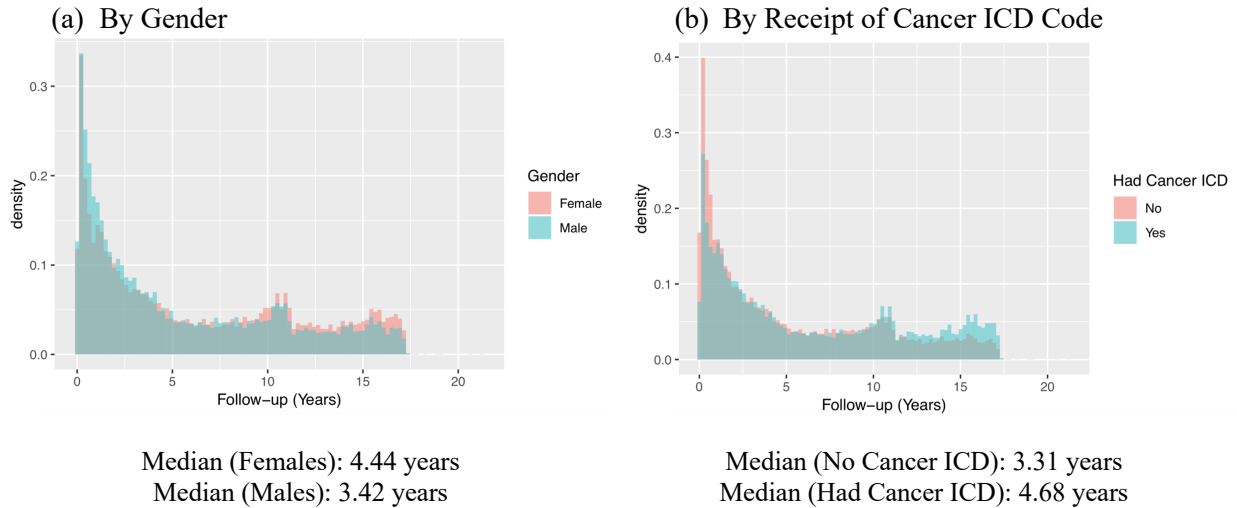 (a) By Gender
0.3
0.2
0.1
0.0
density
0
5
10
15
20
Follow-up (Years)
Gender
Female
Male
Median (Females): 4.44 years
Median (Males): 3.42 years
(b) By Receipt of Cancer ICD Code
0.4
0.3
0.2
0.1
0.0
density
0
5
10
15
20
Follow-up (Years)
Had Cancer ICD
No
Yes
Median (No Cancer ICD): 3.31 years
Median (Had Cancer ICD): 4.68 years